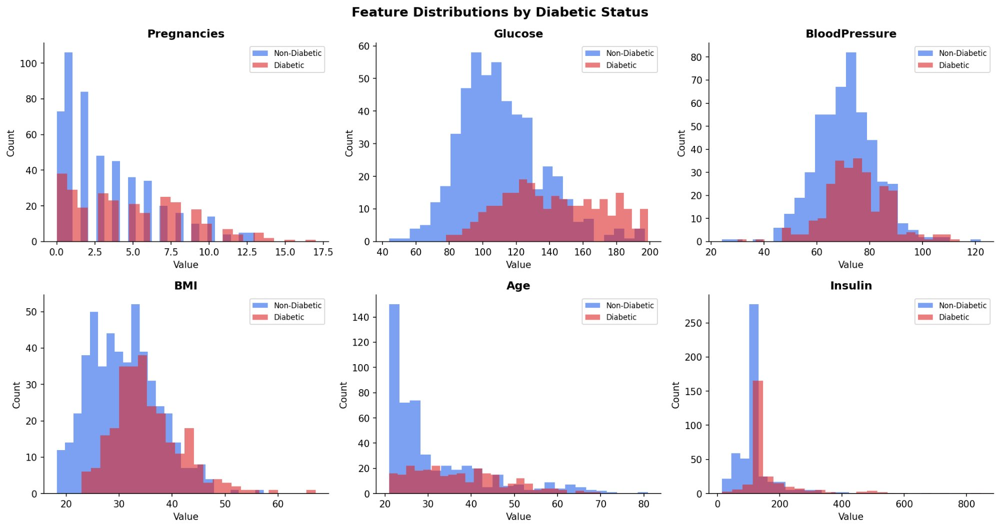 Feature Distributions by Diabetic Status
Pregnancies
Non-Diabetic
Diabetic
Count
100
80
60
40
20
0
0.0 2.5 5.0 7.5 10.0 12.5 15.0 17.5
Value
Glucose
Non-Diabetic
Diabetic
Count
60
50
40
30
20
10
0
40 60 80 100 120 140 160 180 200
Value
BloodPressure
Non-Diabetic
Diabetic
Count
80
70
60
50
40
30
20
10
0
20 40 60 80 100 120
Value
BMI
Non-Diabetic
Diabetic
Count
50
40
30
20
10
0
20 30 40 50 60
Value
Age
Non-Diabetic
Diabetic
Count
140
120
100
80
60
40
20
0
20 30 40 50 60 70 80
Value
Insulin
Non-Diabetic
Diabetic
Count
250
200
150
100
50
0
0 200 400 600 800
Value